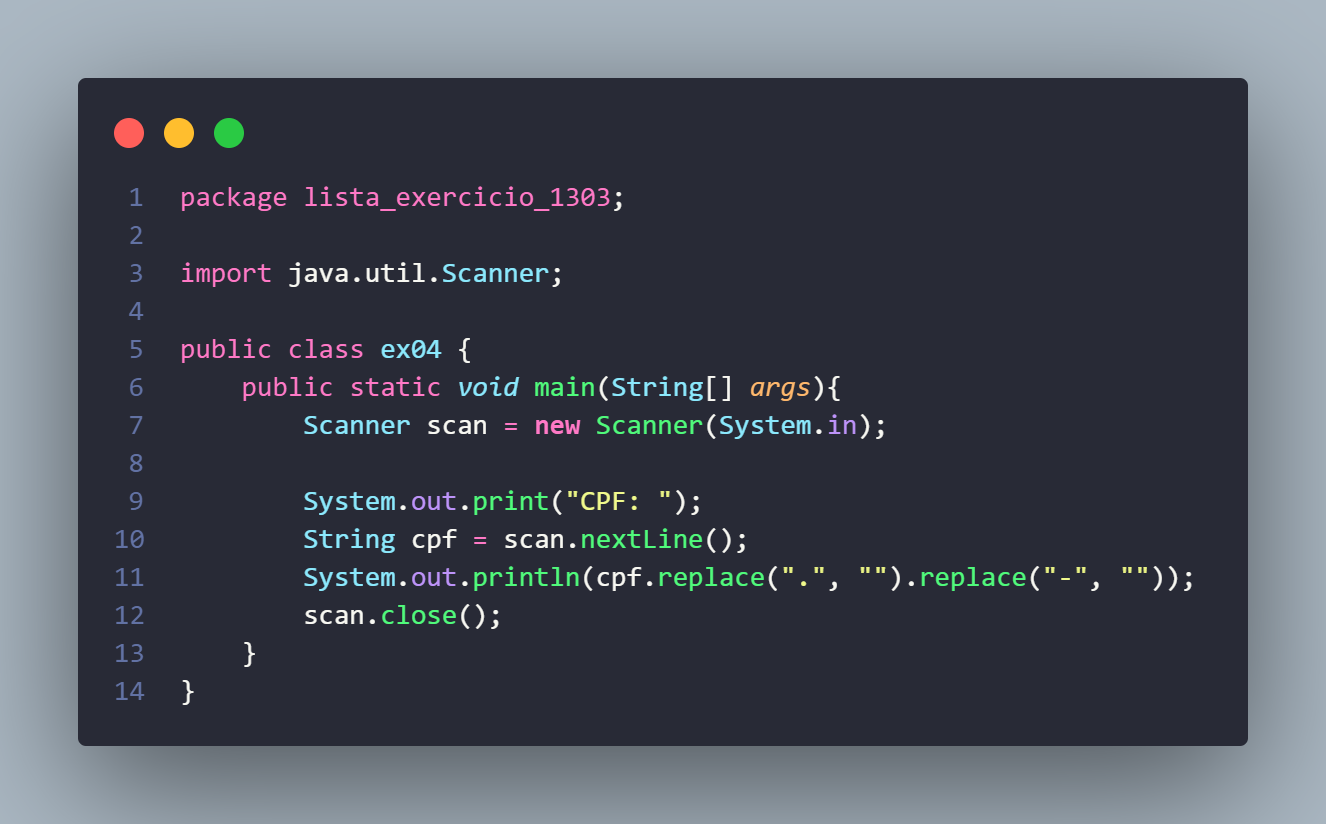 1 package lista_exercicio_1303;
2
3 import java.util.Scanner;
4
5 public class ex04 {
6     public static void main(String[] args){
7         Scanner scan = new Scanner(System.in);
8
9         System.out.print("CPF: ");
10         String cpf = scan.nextLine();
11         System.out.println(cpf.replace(".", "").replace("-", ""));
12         scan.close();
13     }
14 }